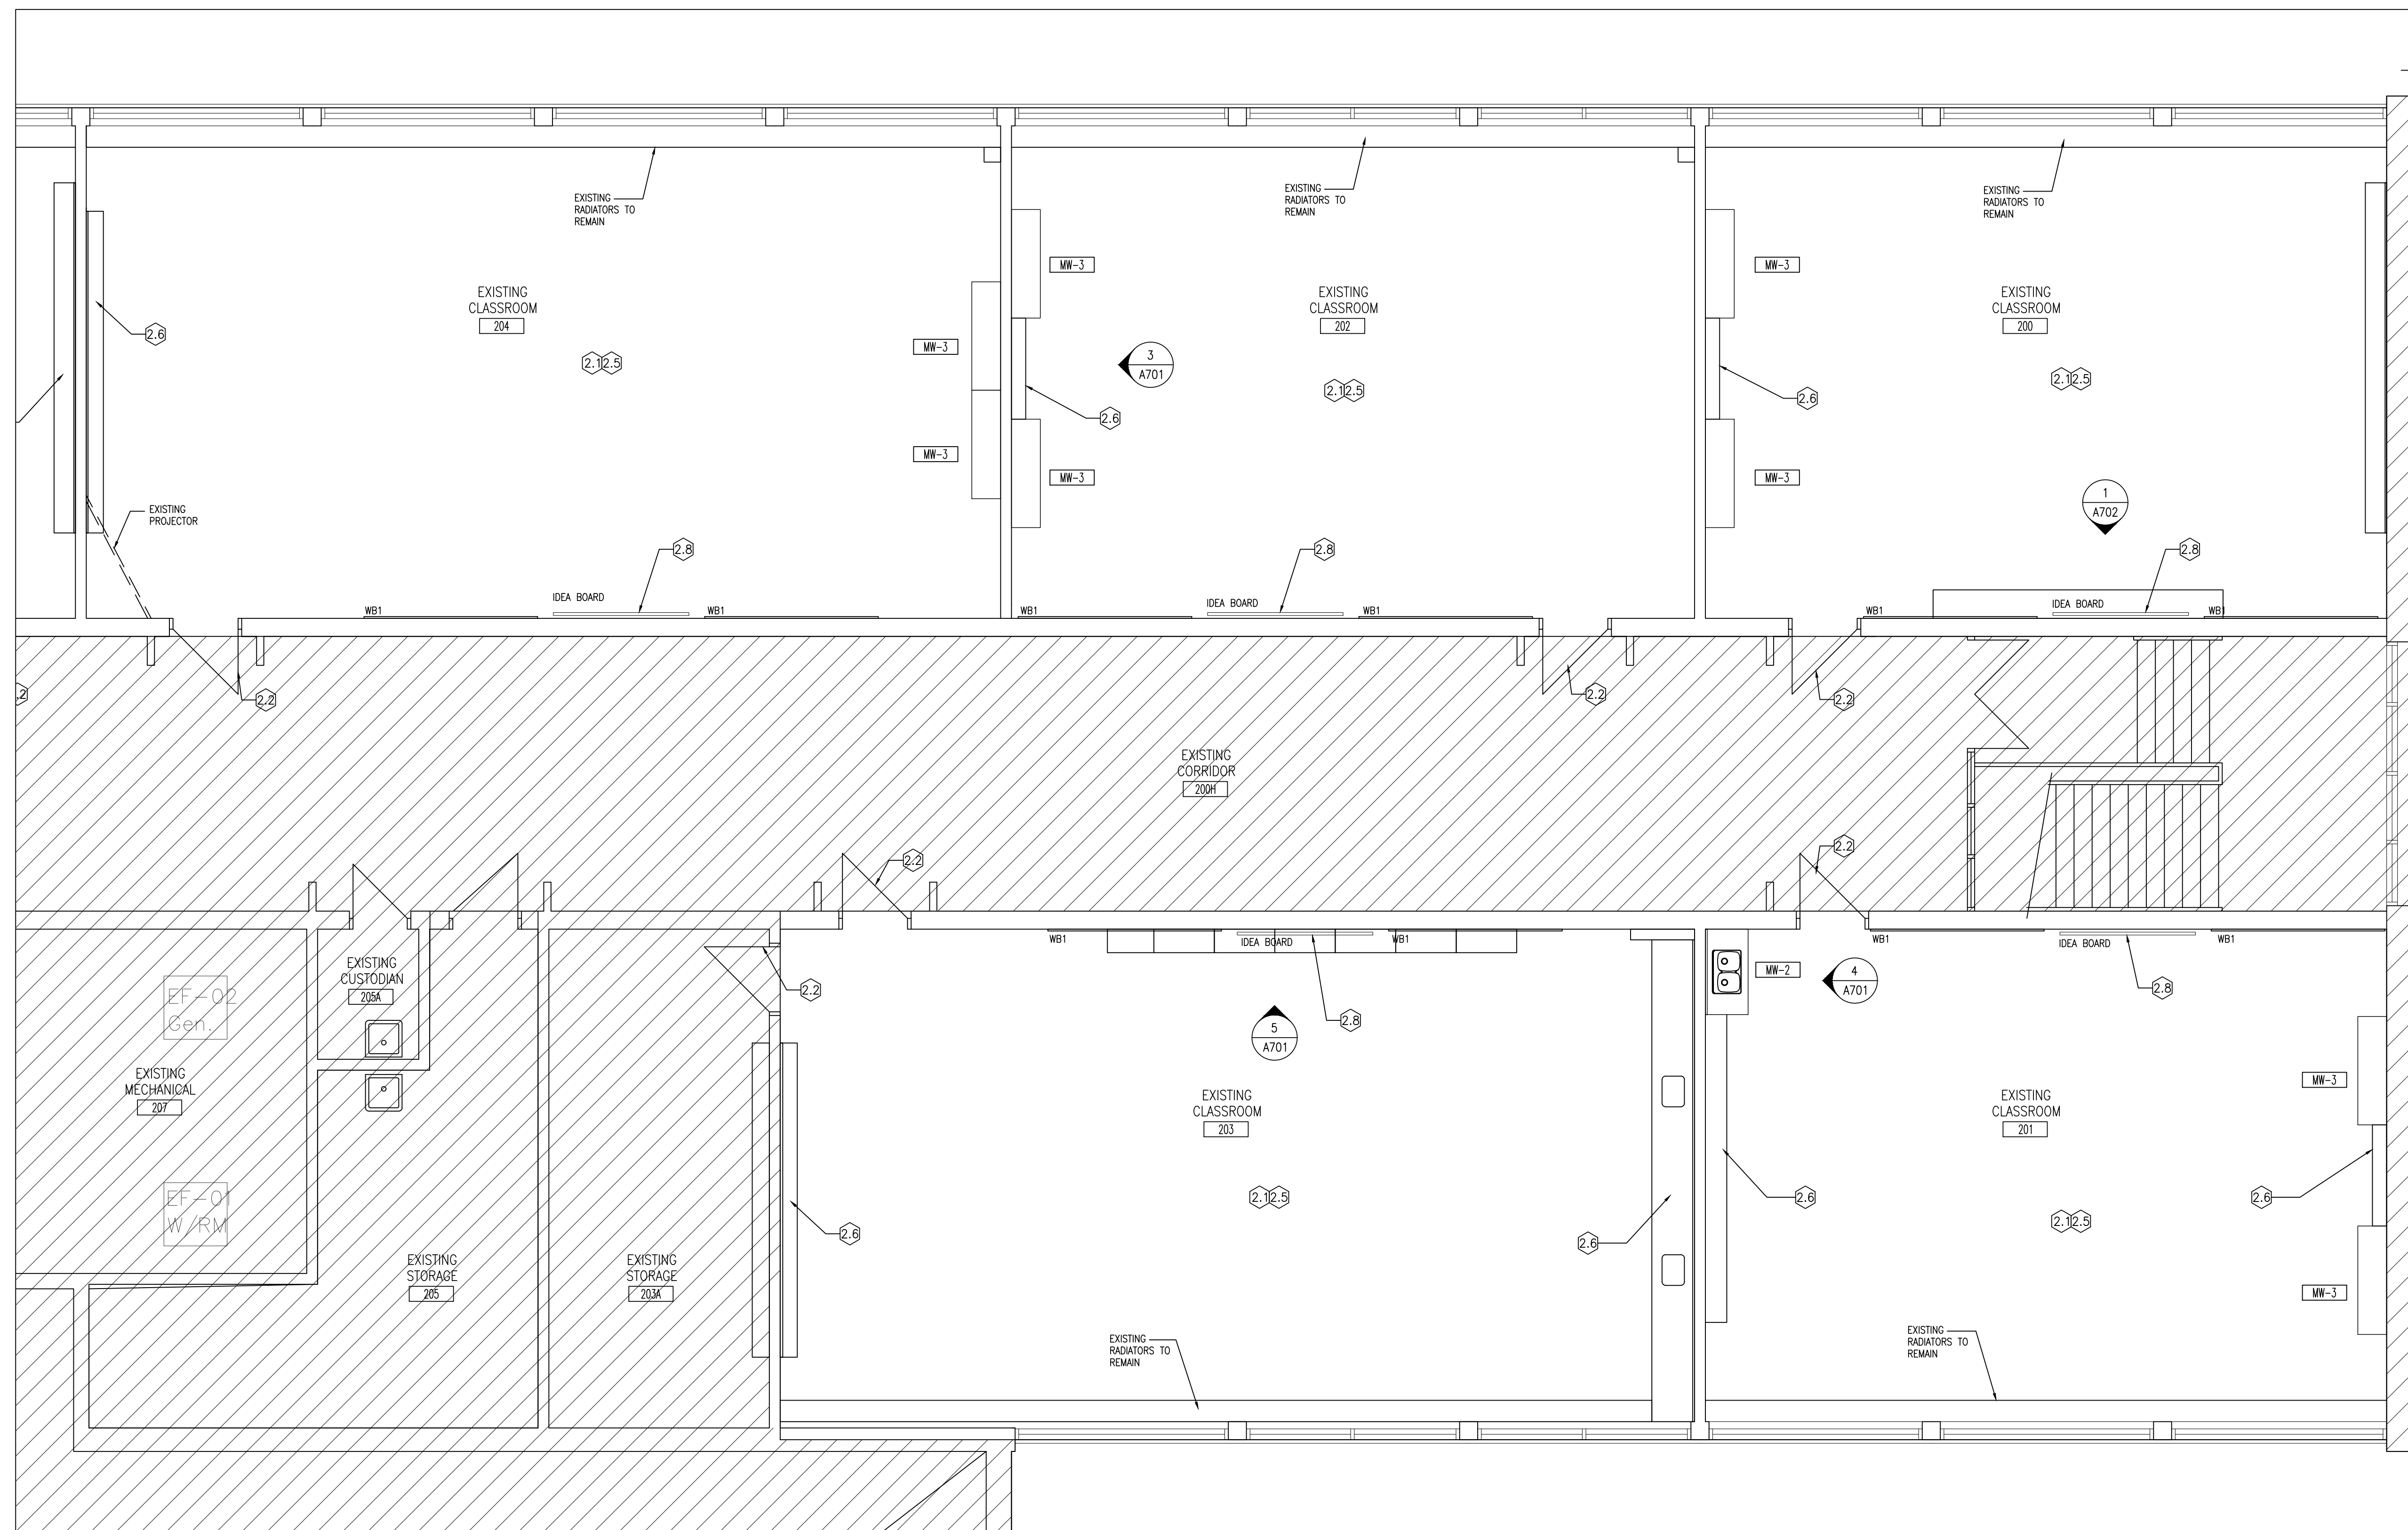 EXISTING
RADIATORS TO
REMAIN
EXISTING
RADIATORS TO
REMAIN
EXISTING
RADIATORS TO
REMAIN
EXISTING
CLASSROOM
204
2.1 2.5
2.6
MW-3
MW-3
EXISTING
PROJECTOR
2.8
IDEA BOARD
WB1
WB1
MW-3
EXISTING
CLASSROOM
202
3
A701
2.1 2.5
2.6
MW-3
2.8
IDEA BOARD
WB1
WB1
MW-3
EXISTING
CLASSROOM
200
2.1 2.5
2.6
MW-3
1
A702
2.8
IDEA BOARD
WB1
WB1
.2
2.2
2.2
2.2
EXISTING
CORRIDOR
200H
2.2
2.2
WB1
IDEA BOARD
WB1
WB1
IDEA BOARD
WB1
EXISTING
CUSTODIAN
205A
EF-02
Gen.
2.2
MW-2
4
A701
2.8
5
A701
2.8
EXISTING
MECHANICAL
207
EXISTING
CLASSROOM
203
2.1 2.5
MW-3
EXISTING
CLASSROOM
201
2.1 2.5
EF-01
W/RM
2.6
2.6
2.6
2.6
EXISTING
STORAGE
205
EXISTING
STORAGE
203A
MW-3
EXISTING
RADIATORS TO
REMAIN
EXISTING
RADIATORS TO
REMAIN